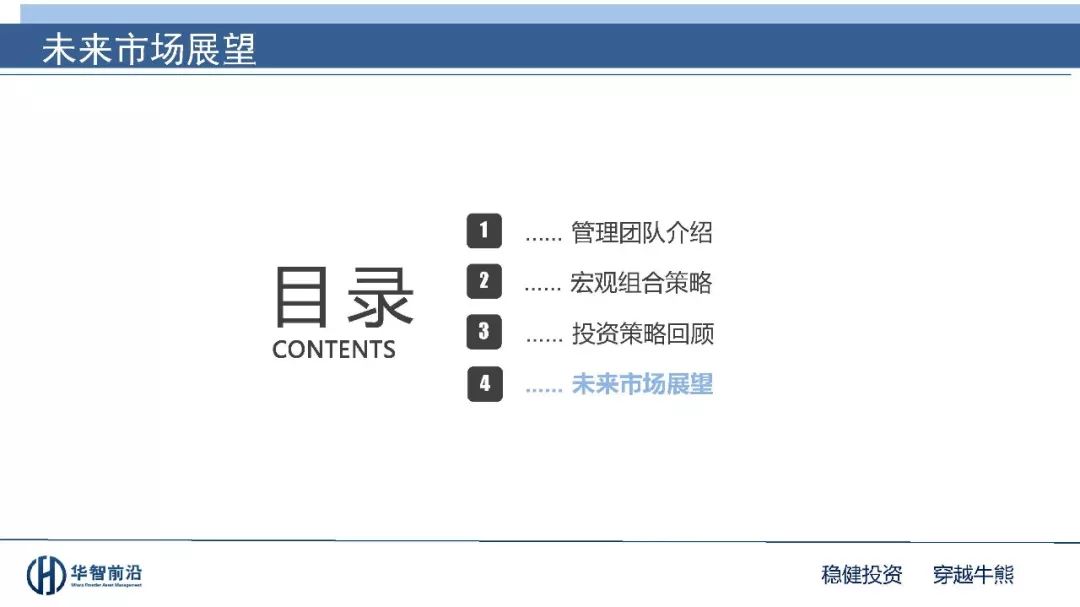 未来市场展望
目录
CONTENTS
1 …… 管理团队介绍
2 …… 宏观组合策略
3 …… 投资策略回顾
4 …… 未来市场展望
华智前沿
稳健投资 穿越牛熊